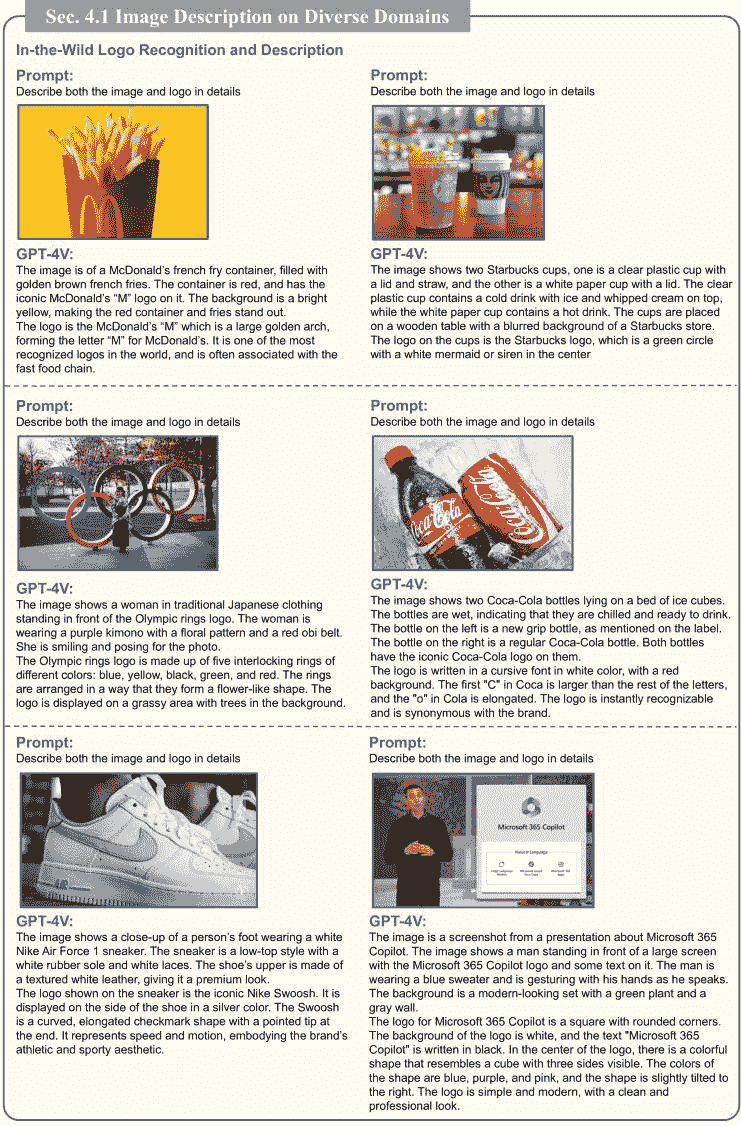 Sec. 4.1 Image Description on Diverse Domains
In-the-Wild Logo Recognition and Description
Prompt:
Describe both the image and logo in details
GPT-4V:
The image is of a McDonald's french fry container, filled with
golden brown french fries. The container is red, and has the
iconic McDonald's “M” logo on it. The background is a bright
yellow, making the red container and fries stand out.
The logo is the McDonald's “M” which is a large golden arch,
forming the letter “M” for McDonald's. It is one of the most
recognized logos in the world, and is often associated with the
fast food chain.
Prompt:
Describe both the image and logo in details
GPT-4V:
The image shows two Starbucks cups, one is a clear plastic cup with
a lid and straw, and the other is a white paper cup with a lid. The clear
plastic cup contains a cold drink with ice and whipped cream on top,
while the white paper cup contains a hot drink. The cups are placed
on a wooden table with a blurred background of a Starbucks store.
The logo on the cups is the Starbucks logo, which is a green circle
with a white mermaid or siren in the center
Prompt:
Describe both the image and logo in details
GPT-4V:
The image shows a woman in traditional Japanese clothing
standing in front of the Olympic rings logo. The woman is
wearing a purple kimono with a floral pattern and a red obi belt.
She is smiling and posing for the photo.
The Olympic rings logo is made up of five interlocking rings of
different colors: blue, yellow, black, green, and red. The rings
are arranged in a way that they form a flower-like shape. The
logo is displayed on a grassy area with trees in the background.
Prompt:
Describe both the image and logo in details
Coca-Cola
Coca-Cola
GPT-4V:
The image shows two Coca-Cola bottles lying on a bed of ice cubes.
The bottles are wet, indicating that they are chilled and ready to drink.
The bottle on the left is a new grip bottle, as mentioned on the label.
The bottle on the right is a regular Coca-Cola bottle. Both bottles
have the iconic Coca-Cola logo on them.
The logo is written in a cursive font in white color, with a red
background. The first "C" in Coca is larger than the rest of the letters,
and the "o" in Cola is elongated. The logo is instantly recognizable
and is synonymous with the brand.
Prompt:
Describe both the image and logo in details
AIR
GPT-4V:
The image shows a close-up of a person's foot wearing a white
Nike Air Force 1 sneaker. The sneaker is a low-top style with a
white rubber sole and white laces. The shoe's upper is made of
a textured white leather, giving it a premium look.
The logo shown on the sneaker is the iconic Nike Swoosh. It is
displayed on the side of the shoe in a silver color. The Swoosh
is a curved, elongated checkmark shape with a pointed tip at
the end. It represents speed and motion, embodying the brand's
athletic and sporty aesthetic.
Prompt:
Describe both the image and logo in details
Microsoft 365 Copilot
Natural Language
GPT-4V:
The image is a screenshot from a presentation about Microsoft 365
Copilot. The image shows a man standing in front of a large screen
with the Microsoft 365 Copilot logo and some text on it. The man is
wearing a blue sweater and is gesturing with his hands as he speaks.
The background is a modern-looking set with a green plant and a
gray wall.
The logo for Microsoft 365 Copilot is a square with rounded corners.
The background of the logo is white, and the text "Microsoft 365
Copilot" is written in black. In the center of the logo, there is a colorful
shape that resembles a cube with three sides visible. The colors of
the shape are blue, purple, and pink, and the shape is slightly tilted to
the right. The logo is simple and modern, with a clean and
professional look.